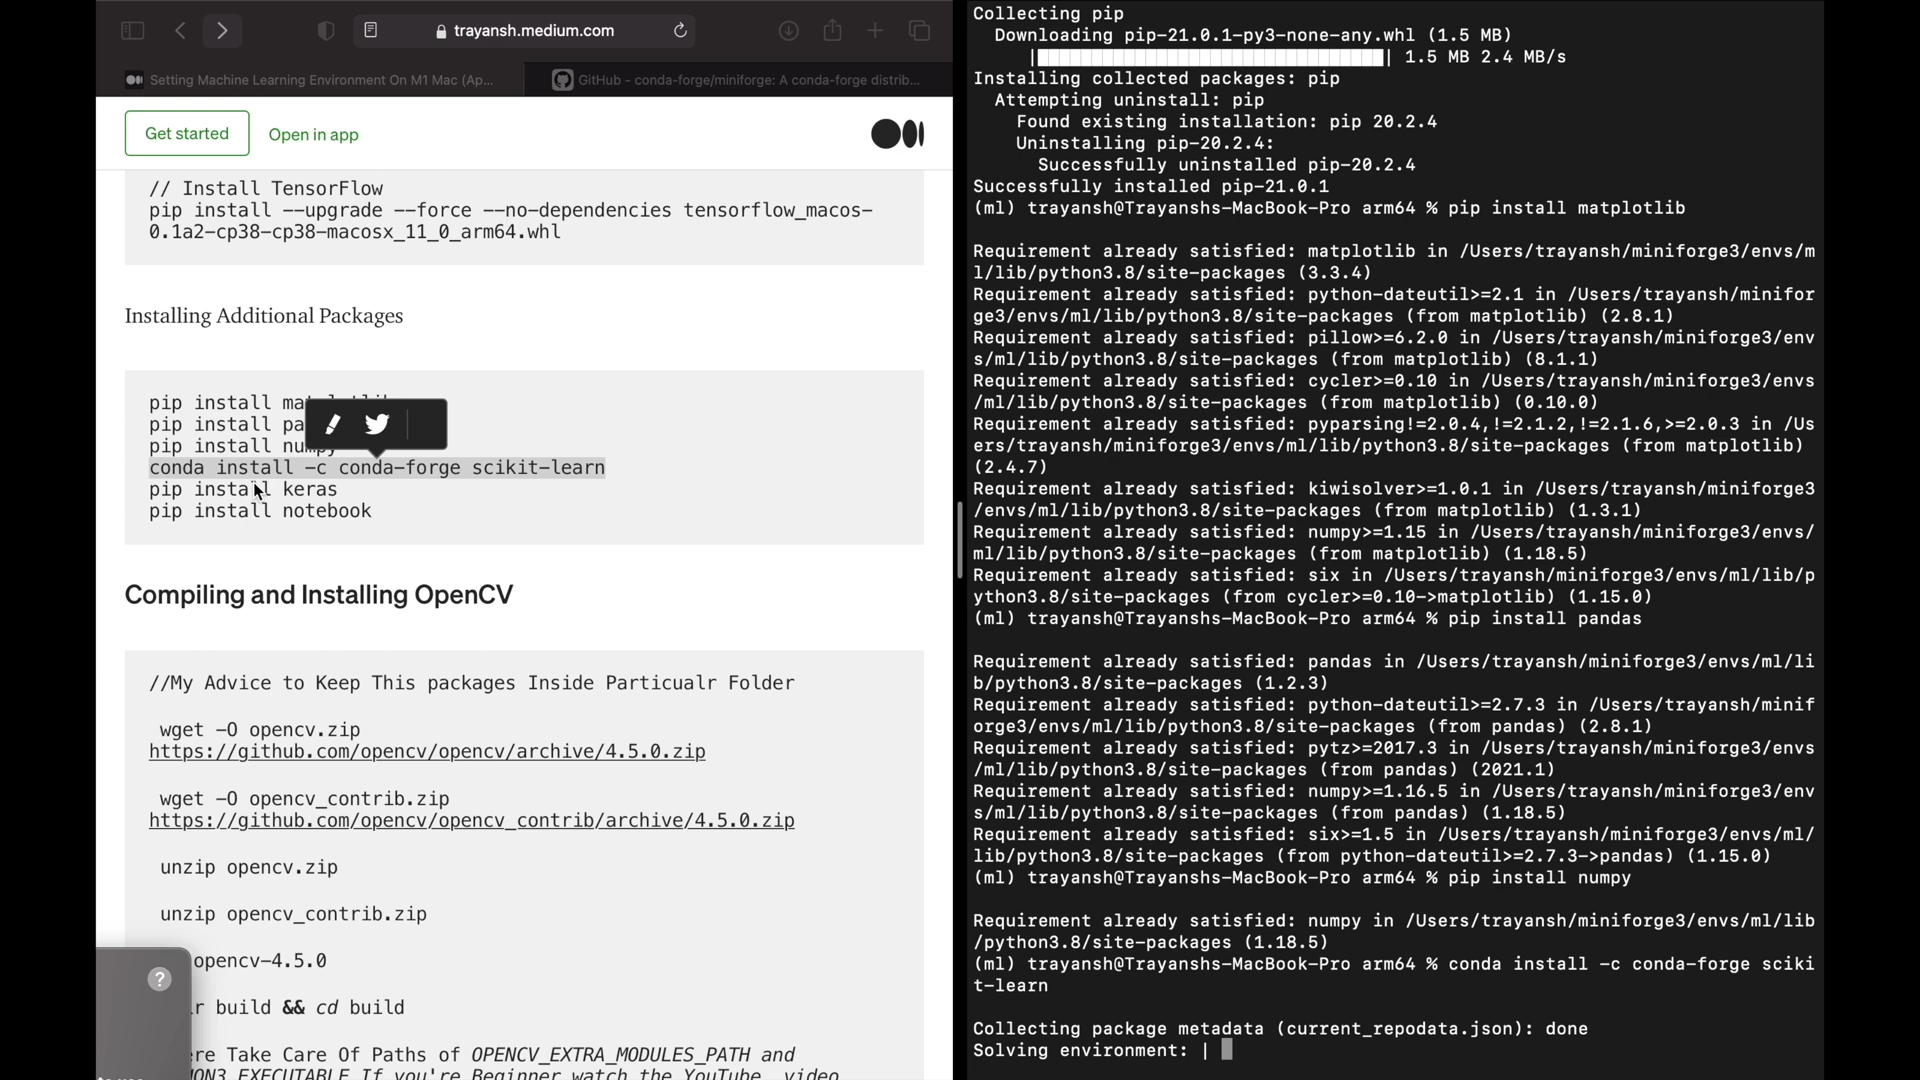 trayansh.medium.com
Setting Machine Learning Environment On M1 Mac (Ap...
GitHub - conda-forge/miniforge: A conda-forge distrib...
Get started
Open in app
// Install TensorFlow
pip install --upgrade --force --no-dependencies tensorflow_macos-
0.1a2-cp38-cp38-macosx_11_0_arm64.whl
Installing Additional Packages
pip install
pip install
pip install
conda install -c conda-forge scikit-learn
pip install keras
pip install notebook
Compiling and Installing OpenCV
//My Advice to Keep This packages Inside Particualr Folder
wget -O opencv.zip
https://github.com/opencv/opencv/archive/4.5.0.zip
wget -O opencv_contrib.zip
https://github.com/opencv/opencv_contrib/archive/4.5.0.zip
unzip opencv.zip
unzip opencv_contrib.zip
opencv-4.5.0
?
build && cd build
Take Care Of Paths of OPENCV_EXTRA_MODULES_PATH and
If you're Beginner watch the YouTube video
Collecting pip
Downloading pip-21.0.1-py3-none-any.whl (1.5 MB)
| | 1.5 MB 2.4 MB/s
Installing collected packages: pip
Attempting uninstall: pip
Found existing installation: pip 20.2.4
Uninstalling pip-20.2.4:
Successfully uninstalled pip-20.2.4
Successfully installed pip-21.0.1
(ml) trayansh@Trayanshs-MacBook-Pro arm64 % pip install matplotlib
Requirement already satisfied: matplotlib in /Users/trayansh/miniforge3/envs/m
l/lib/python3.8/site-packages (3.3.4)
Requirement already satisfied: python-dateutil>=2.1 in /Users/trayansh/minifor
ge3/envs/ml/lib/python3.8/site-packages (from matplotlib) (2.8.1)
Requirement already satisfied: pillow>=6.2.0 in /Users/trayansh/miniforge3/env
s/ml/lib/python3.8/site-packages (from matplotlib) (8.1.1)
Requirement already satisfied: cycler>=0.10 in /Users/trayansh/miniforge3/envs
/ml/lib/python3.8/site-packages (from matplotlib) (0.10.0)
Requirement already satisfied: pyparsing!=2.0.4,!=2.1.2,!=2.1.6,>=2.0.3 in /Us
ers/trayansh/miniforge3/envs/ml/lib/python3.8/site-packages (from matplotlib)
(2.4.7)
Requirement already satisfied: kiwisolver>=1.0.1 in /Users/trayansh/miniforge3
/envs/ml/lib/python3.8/site-packages (from matplotlib) (1.3.1)
Requirement already satisfied: numpy>=1.15 in /Users/trayansh/miniforge3/envs/
ml/lib/python3.8/site-packages (from matplotlib) (1.18.5)
Requirement already satisfied: six in /Users/trayansh/miniforge3/envs/ml/lib/p
ython3.8/site-packages (from cycler>=0.10->matplotlib) (1.15.0)
(ml) trayansh@Trayanshs-MacBook-Pro arm64 % pip install pandas
Requirement already satisfied: pandas in /Users/trayansh/miniforge3/envs/ml/li
b/python3.8/site-packages (1.2.3)
Requirement already satisfied: python-dateutil>=2.7.3 in /Users/trayansh/minif
orge3/envs/ml/lib/python3.8/site-packages (from pandas) (2.8.1)
Requirement already satisfied: pytz>=2017.3 in /Users/trayansh/miniforge3/envs
/ml/lib/python3.8/site-packages (from pandas) (2021.1)
Requirement already satisfied: numpy>=1.16.5 in /Users/trayansh/miniforge3/env
s/ml/lib/python3.8/site-packages (from pandas) (1.18.5)
Requirement already satisfied: six>=1.5 in /Users/trayansh/miniforge3/envs/ml/
lib/python3.8/site-packages (from python-dateutil>=2.7.3->pandas) (1.15.0)
(ml) trayansh@Trayanshs-MacBook-Pro arm64 % pip install numpy
Requirement already satisfied: numpy in /Users/trayansh/miniforge3/envs/ml/lib
/python3.8/site-packages (1.18.5)
(ml) trayansh@Trayanshs-MacBook-Pro arm64 % conda install -c conda-forge sciki
t-learn
Collecting package metadata (current_repodata.json): done
Solving environment: |